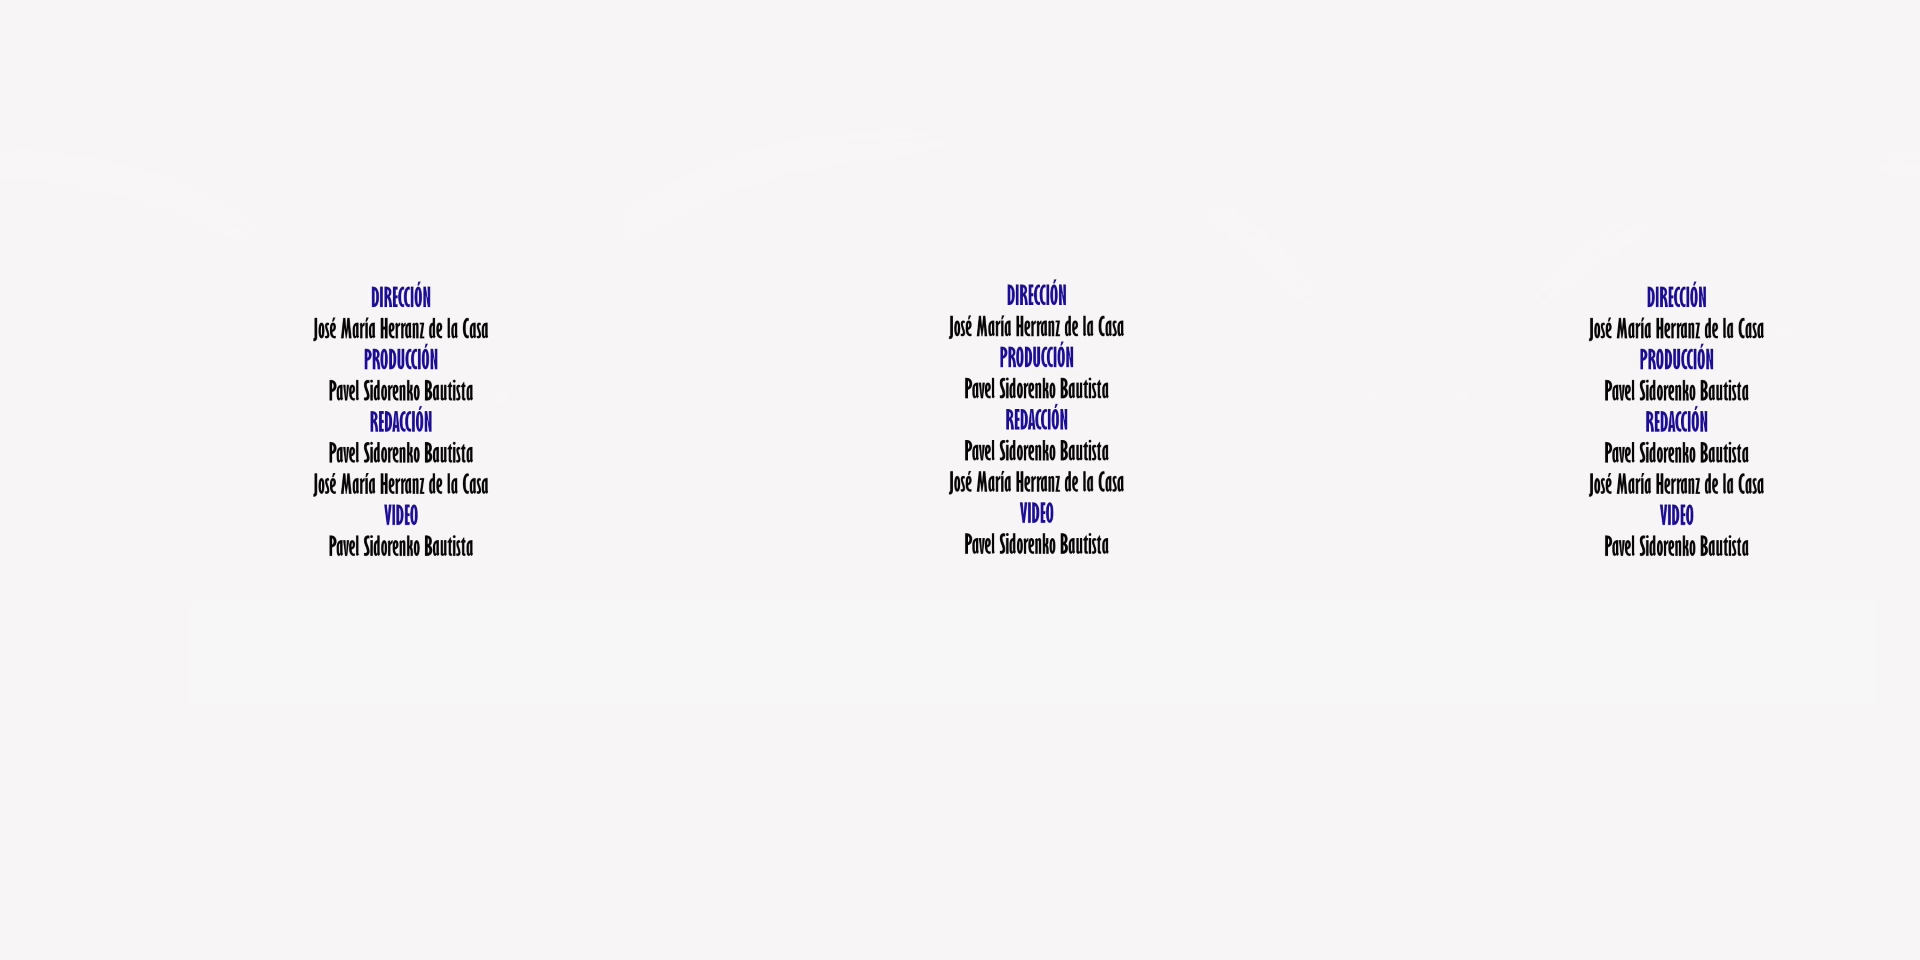 DIRECCIÓN
José María Herranz de la Casa
PRODUCCIÓN
Pavel Sidorenko Bautista
REDACCIÓN
Pavel Sidorenko Bautista
José María Herranz de la Casa
VIDEO
Pavel Sidorenko Bautista
DIRECCIÓN
José María Herranz de la Casa
PRODUCCIÓN
Pavel Sidorenko Bautista
REDACCIÓN
Pavel Sidorenko Bautista
José María Herranz de la Casa
VIDEO
Pavel Sidorenko Bautista
DIRECCIÓN
José María Herranz de la Casa
PRODUCCIÓN
Pavel Sidorenko Bautista
REDACCIÓN
Pavel Sidorenko Bautista
José María Herranz de la Casa
VIDEO
Pavel Sidorenko Bautista